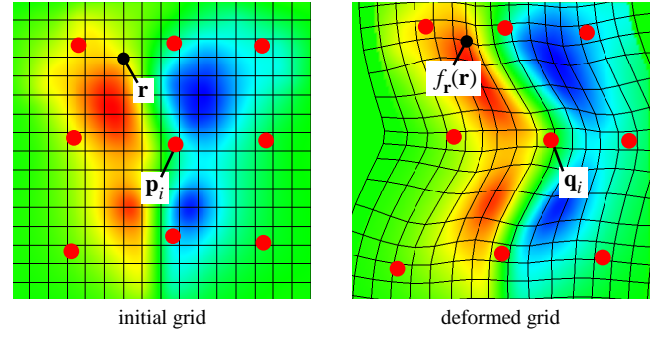 r
f_r(r)
p_i
q_i
initial grid
deformed grid